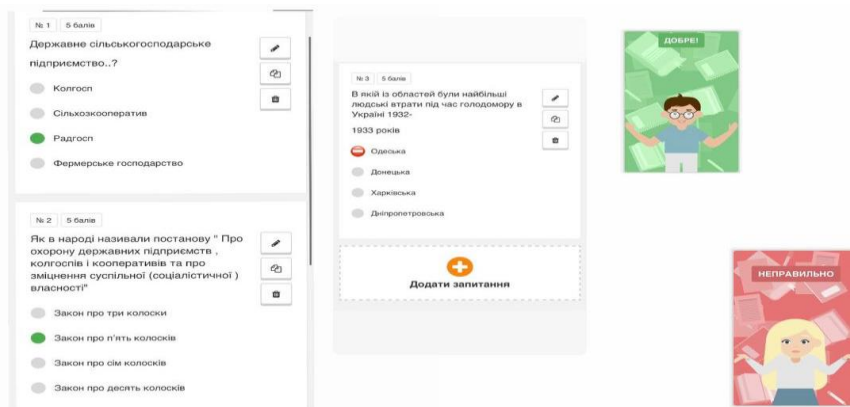 № 1 5 балів
Державне сільськогосподарське
підприємство..?
Колгосп
Сільхозкооператив
Радгосп
Фермерське господарство
№ 2 5 балів
Як в народі називали постанову " Про
охорону державних підприємств ,
колгоспів і кооперативів та про
зміцнення суспільної (соціалістичної )
власності"
Закон про три колоски
Закон про п'ять колосків
Закон про сім колосків
Закон про десять колосків
№ 3 5 балів
В якій із областей були найбільші
людські втрати під час голодомору в
Україні 1932-
1933 років
Одеська
Донецька
Харківська
Дніпропетровська
Додати запитання
ДОБРЕ!
НЕПРАВИЛЬНО